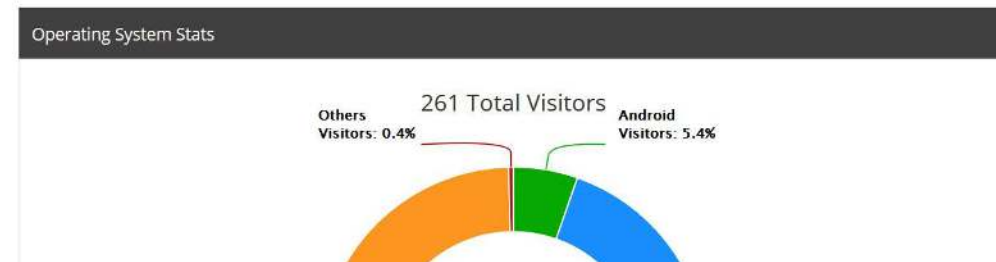 Operating System Stats
261 Total Visitors
Others
Visitors: 0.4%
Android
Visitors: 5.4%